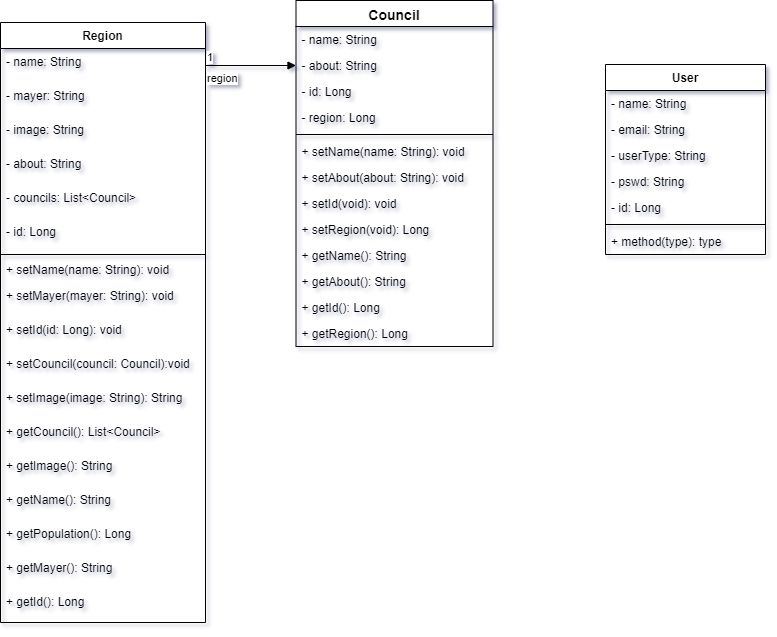 Region
- name: String
- mayer: String
- image: String
- about: String
- councils: List<Council>
- id: Long
+ setName(name: String): void
+ setMayer(mayer: String): void
+ setId(id: Long): void
+ setCouncil(council: Council):void
+ setImage(image: String): String
+ getCouncil(): List<Council>
+ getImage(): String
+ getName(): String
+ getPopulation(): Long
+ getMayer(): String
+ getId(): Long
1
region
Council
- name: String
- about: String
- id: Long
- region: Long
+ setName(name: String): void
+ setAbout(about: String): void
+ setId(void): void
+ setRegion(void): Long
+ getName(): String
+ getAbout(): String
+ getId(): Long
+ getRegion(): Long
User
- name: String
- email: String
- userType: String
- pswd: String
- id: Long
+ method(type): type